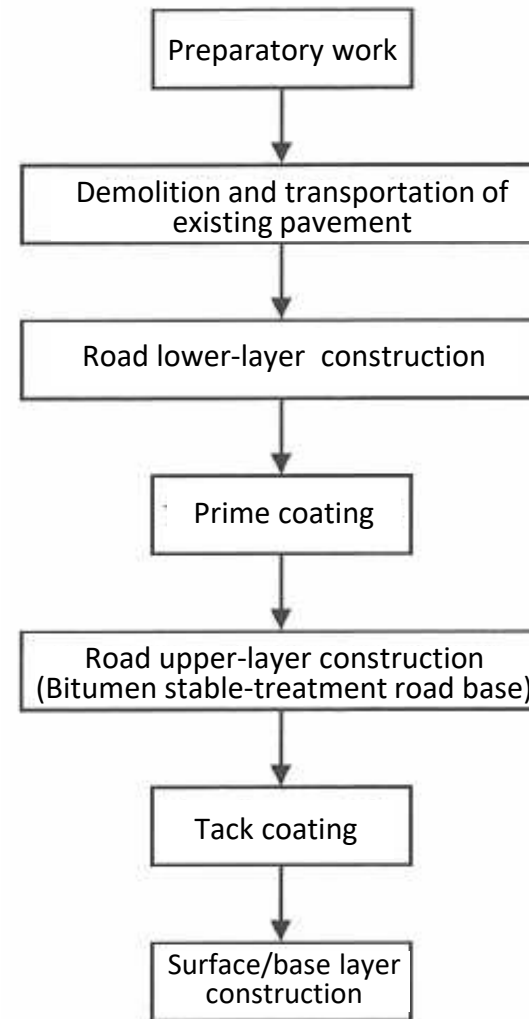 Preparatory work
Demolition and transportation of
existing pavement
Road lower-layer construction
Prime coating
Road upper-layer construction
(Bitumen stable-treatment road base)
Tack coating
Surface/base layer
construction